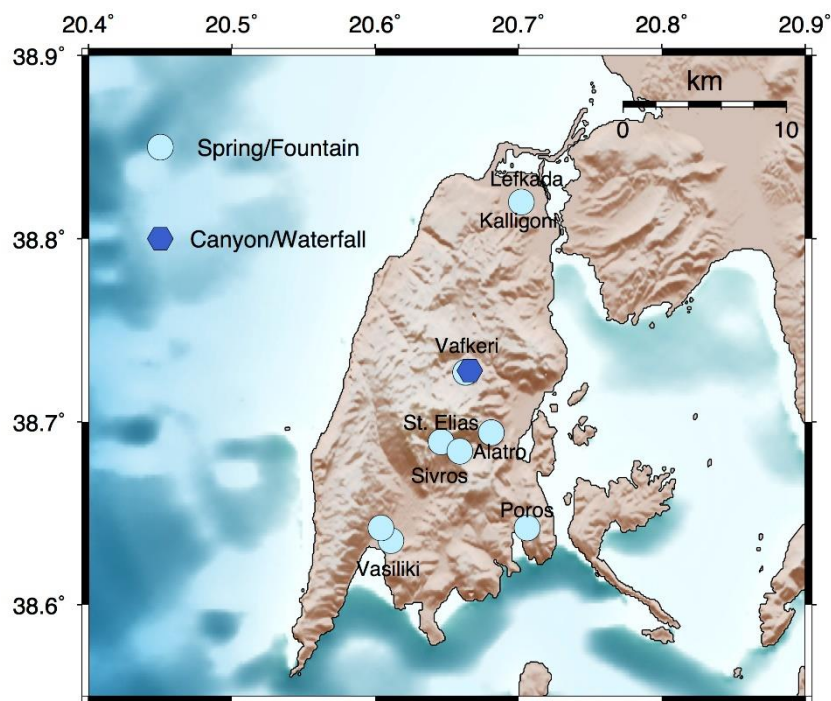 20.4˚ 20.5˚ 20.6˚ 20.7˚ 20.8˚ 20.9˚
38.9˚
km
0 10
Spring/Fountain
Lefkada
Kalligoni
38.8˚
Canyon/Waterfall
Vafkeri
38.7˚
St. Elias
Alatro
Sivros
Poros
Vasiliki
38.6˚